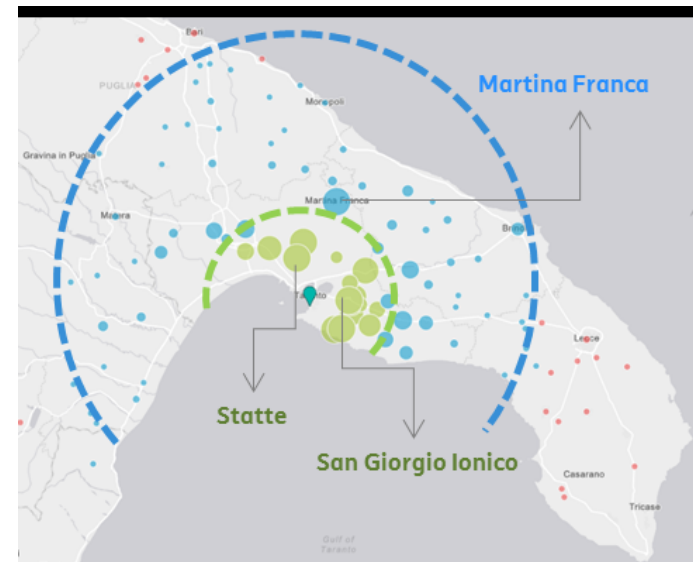 Bari
PUGLIA
Martina Franca
Monopoli
Gravina in Puglia
Martina Franca
Matera
Taranto
Lecce
Statte
San Giorgio Ionico
Casarano
Tricase
Gulf of
Taranto